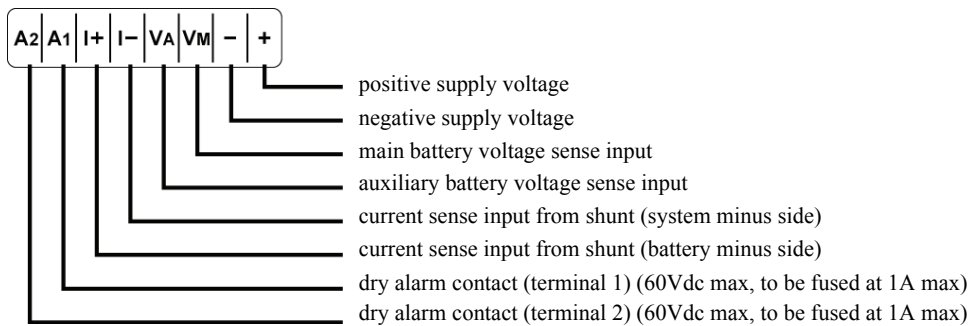 A2 A1 I+ I− VA VM − +
positive supply voltage
negative supply voltage
main battery voltage sense input
auxiliary battery voltage sense input
current sense input from shunt (system minus side)
current sense input from shunt (battery minus side)
dry alarm contact (terminal 1) (60Vdc max, to be fused at 1A max)
dry alarm contact (terminal 2) (60Vdc max, to be fused at 1A max)